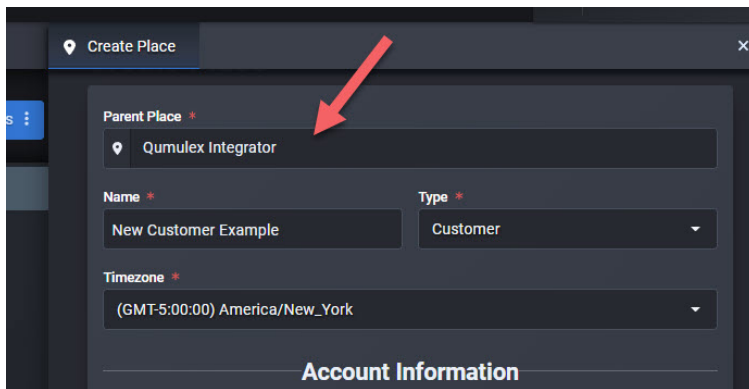 Create Place
s
Parent Place *
Qumulex Integrator
Name *
Type *
New Customer Example
Customer
Timezone *
(GMT-5:00:00) America/New_York
Account Information